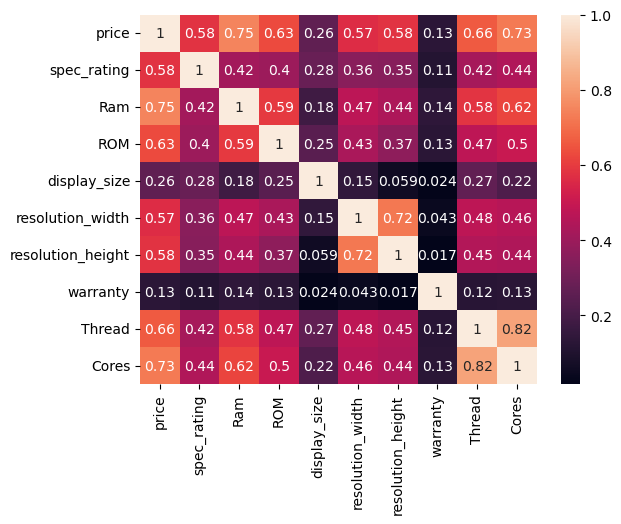 price 1 0.58 0.75 0.63 0.26 0.57 0.58 0.13 0.66 0.73
spec_rating 0.58 1 0.42 0.4 0.28 0.36 0.35 0.11 0.42 0.44
Ram 0.75 0.42 1 0.59 0.18 0.47 0.44 0.14 0.58 0.62
ROM 0.63 0.4 0.59 1 0.25 0.43 0.37 0.13 0.47 0.5
display_size 0.26 0.28 0.18 0.25 1 0.15 0.059 0.024 0.27 0.22
resolution_width 0.57 0.36 0.47 0.43 0.15 1 0.72 0.043 0.48 0.46
resolution_height 0.58 0.35 0.44 0.37 0.059 0.72 1 0.017 0.45 0.44
warranty 0.13 0.11 0.14 0.13 0.024 0.043 0.017 1 0.12 0.13
Thread 0.66 0.42 0.58 0.47 0.27 0.48 0.45 0.12 1 0.82
Cores 0.73 0.44 0.62 0.5 0.22 0.46 0.44 0.13 0.82 1
price spec_rating Ram ROM display_size resolution_width resolution_height warranty Thread Cores
1.0
0.8
0.6
0.4
0.2